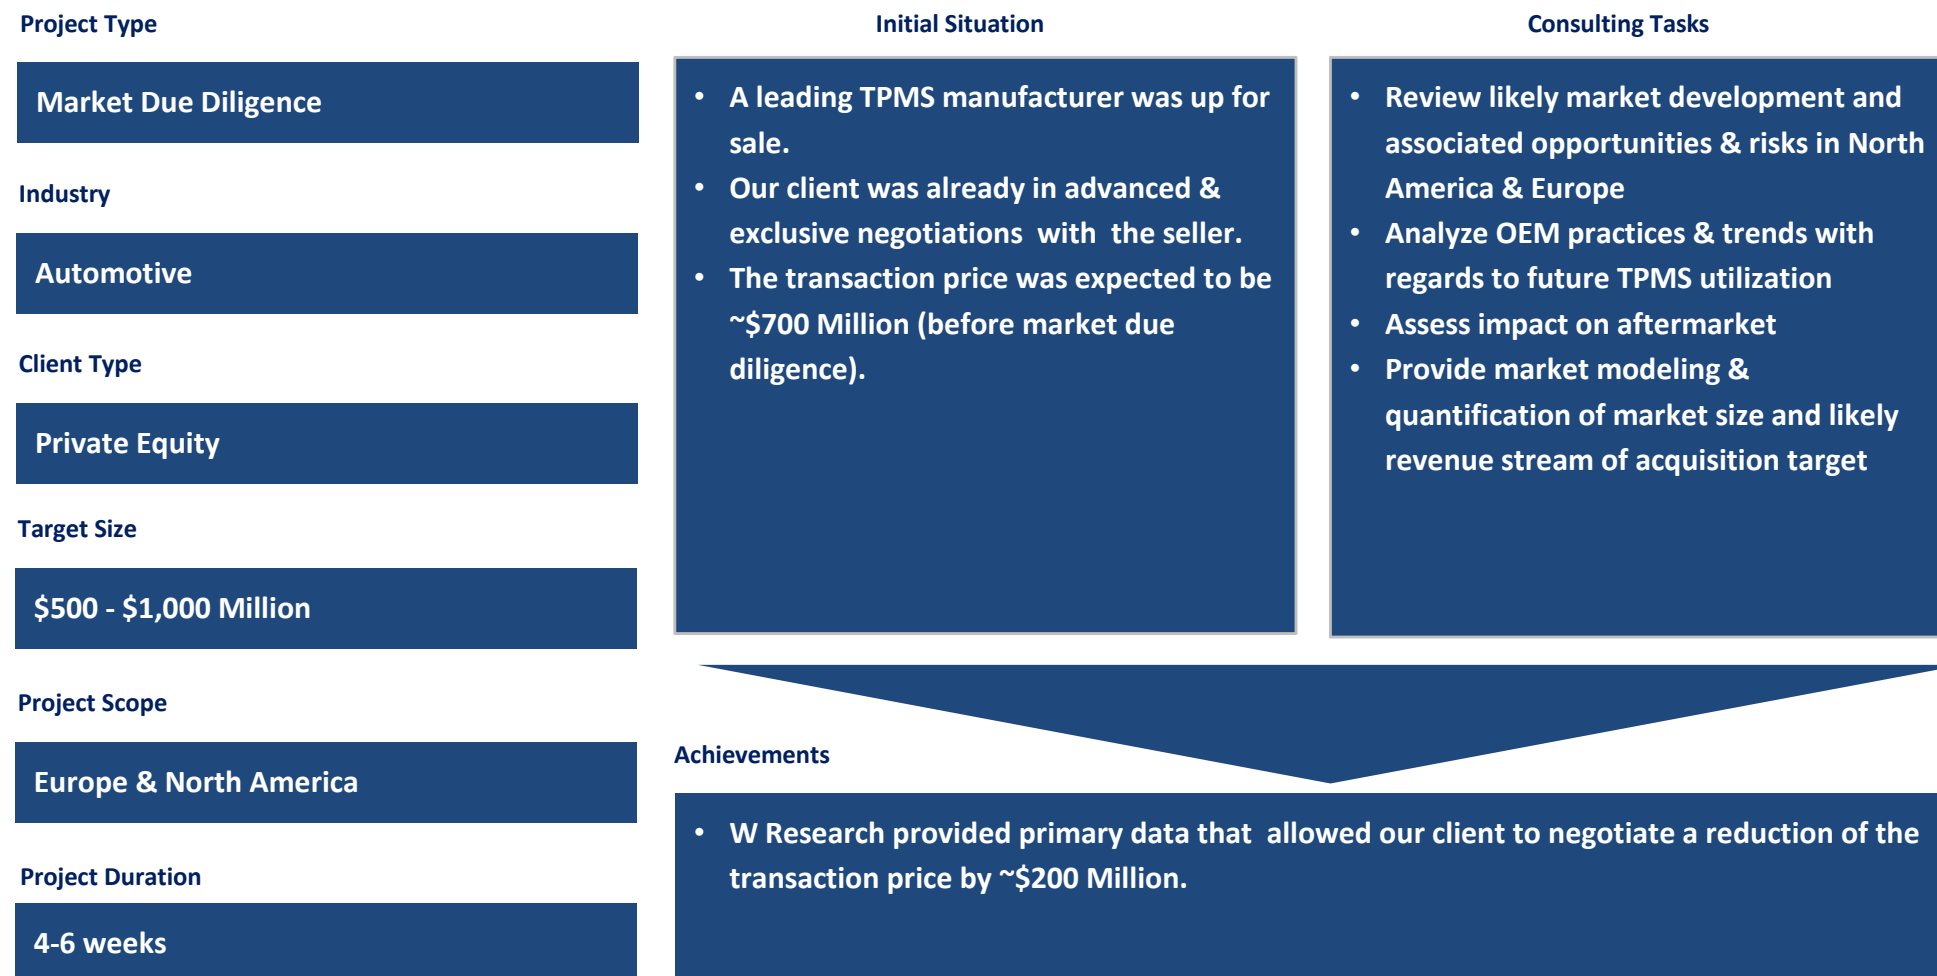 Project Type
Market Due Diligence
Industry
Automotive
Client Type
Private Equity
Target Size
$500 - $1,000 Million
Project Scope
Europe & North America
Project Duration
4-6 weeks
Initial Situation
• A leading TPMS manufacturer was up for
sale.
• Our client was already in advanced &
exclusive negotiations  with  the seller.
• The transaction price was expected to be
~$700 Million (before market due
diligence).
Consulting Tasks
• Review likely market development and
associated opportunities & risks in North
America & Europe
• Analyze OEM practices & trends with
regards to future TPMS utilization
• Assess impact on aftermarket
• Provide market modeling &
quantification of market size and likely
revenue stream of acquisition target
Achievements
• W Research provided primary data that  allowed our client to negotiate a reduction of the
transaction price by ~$200 Million.